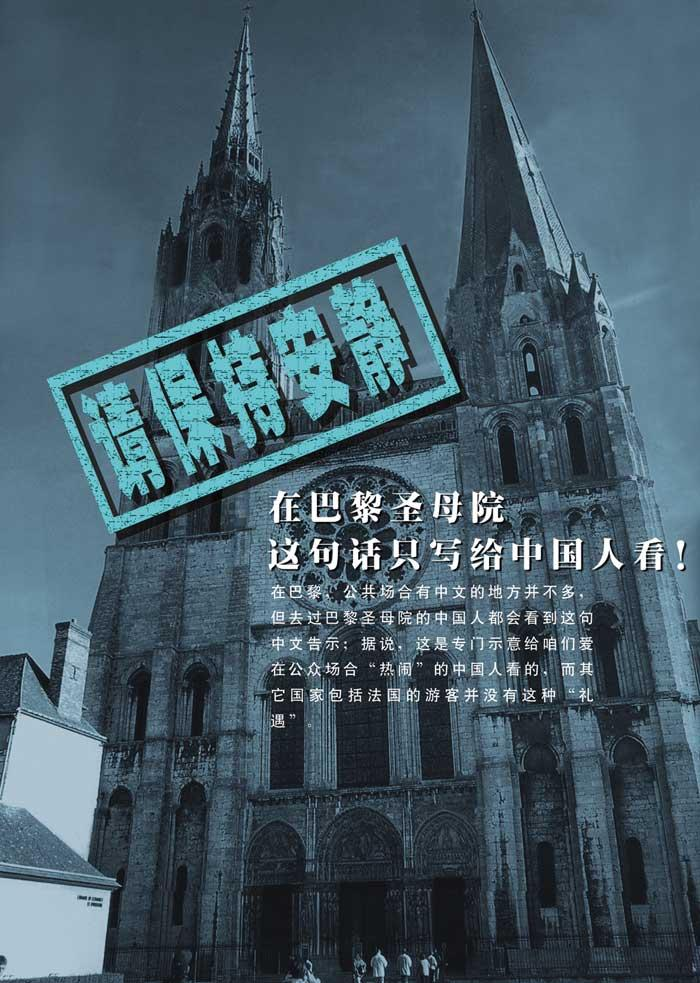 请保持安静
在巴黎圣母院
这句话只写给中国人看！
在巴黎，公共场合有中文的地方并不多，
但去过巴黎圣母院的中国人都会看到这句
中文告示；据说，这是专门示意给咱们爱
在公众场合“热闹”的中国人看的，而其
它国家包括法国的游客并没有这种“礼
遇”。